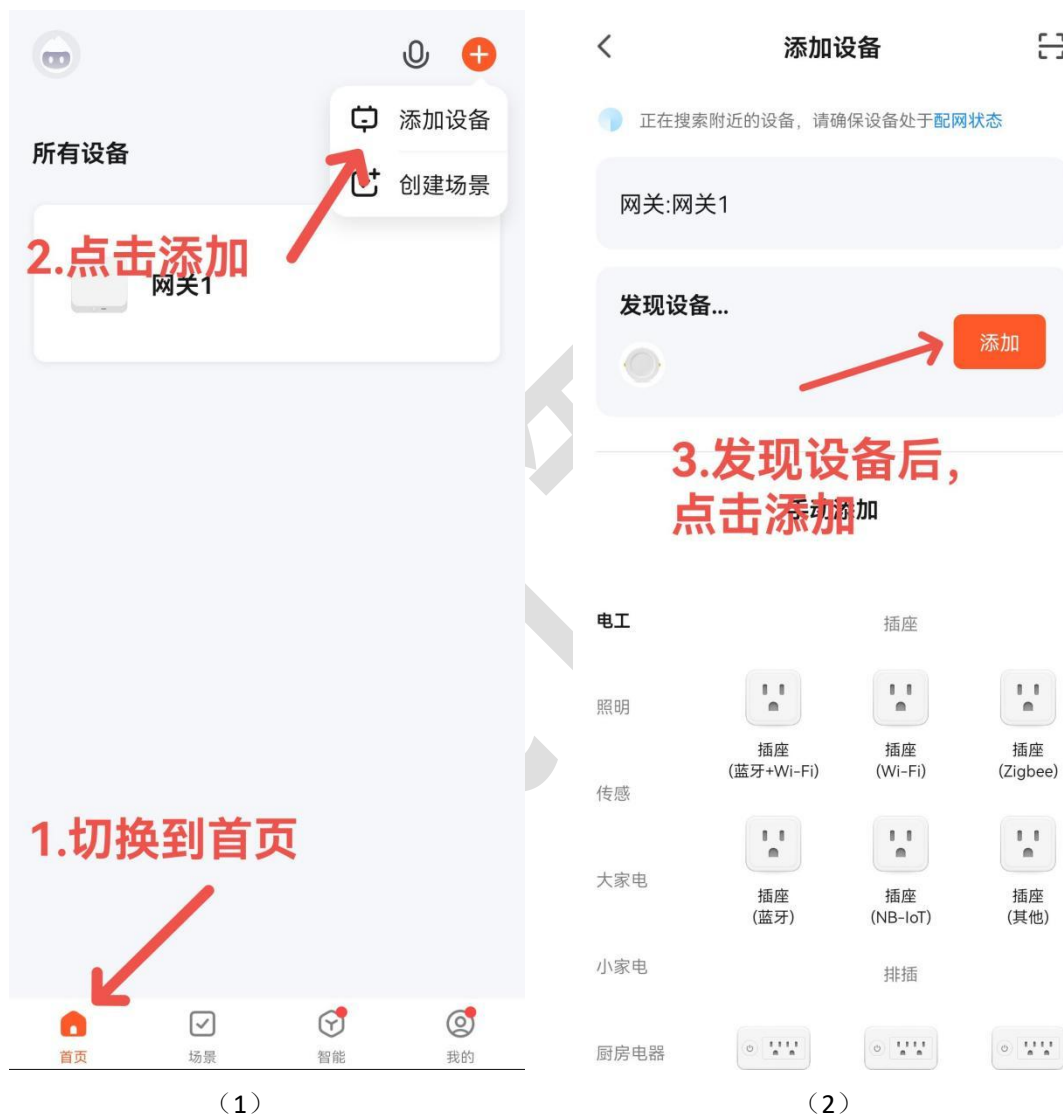 添加设备
创建场景
所有设备
2.点击添加
网关1
1.切换到首页
首页
场景
智能
我的
（1）
添加设备
正在搜索附近的设备，请确保设备处于配网状态
网关:网关1
发现设备...
添加
3.发现设备后，
点击添加
手动添加
电工
插座
照明
插座
(蓝牙+Wi-Fi)
插座
(Wi-Fi)
插座
(Zigbee)
传感
大家电
插座
(蓝牙)
插座
(NB-IoT)
插座
(其他)
小家电
排插
厨房电器
（2）